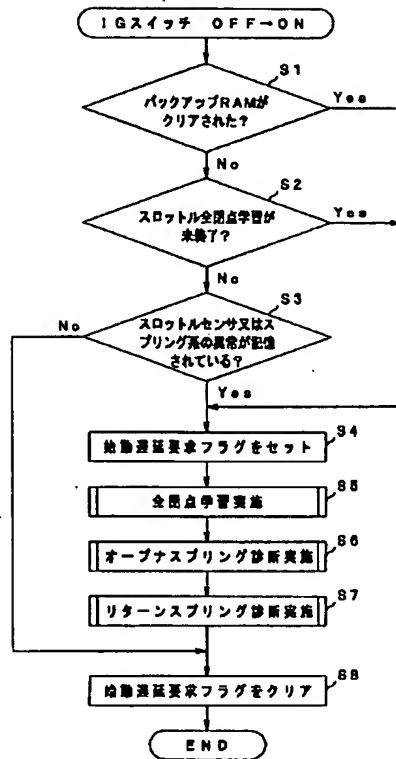 IGスイッチ OFF→ON
S1
バックアップRAMが
クリアされた?
Yes
No
S2
スロットル全閉点学習が
未終了?
Yes
No
S3
No
スロットルセンサ又はス
プリング系の異常が記憶
されている?
Yes
S4
始動遅延要求フラグをセット
S5
全閉点学習実施
S6
オープナスプリング診断実施
S7
リターンスプリング診断実施
S8
始動遅延要求フラグをクリア
END